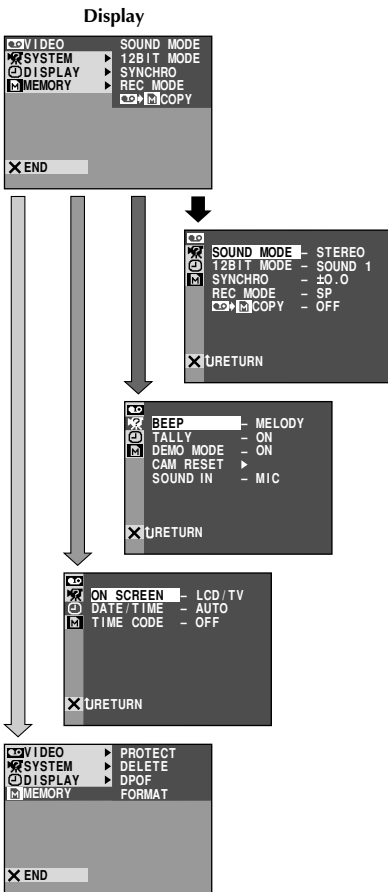 Display
VIDEO SOUND MODE
SYSTEM 12BIT MODE
DISPLAY SYNCHRO
MEMORY REC MODE
M COPY
END
SOUND MODE – STEREO
12BIT MODE – SOUND 1
SYNCHRO – ±0.0
REC MODE – SP
M COPY – OFF
RETURN
BEEP – MELODY
TALLY – ON
DEMO MODE – ON
CAM RESET
SOUND IN – MIC
RETURN
ON SCREEN – LCD/TV
DATE/TIME – AUTO
TIME CODE – OFF
RETURN
VIDEO PROTECT
SYSTEM DELETE
DISPLAY DPOF
MEMORY FORMAT
END